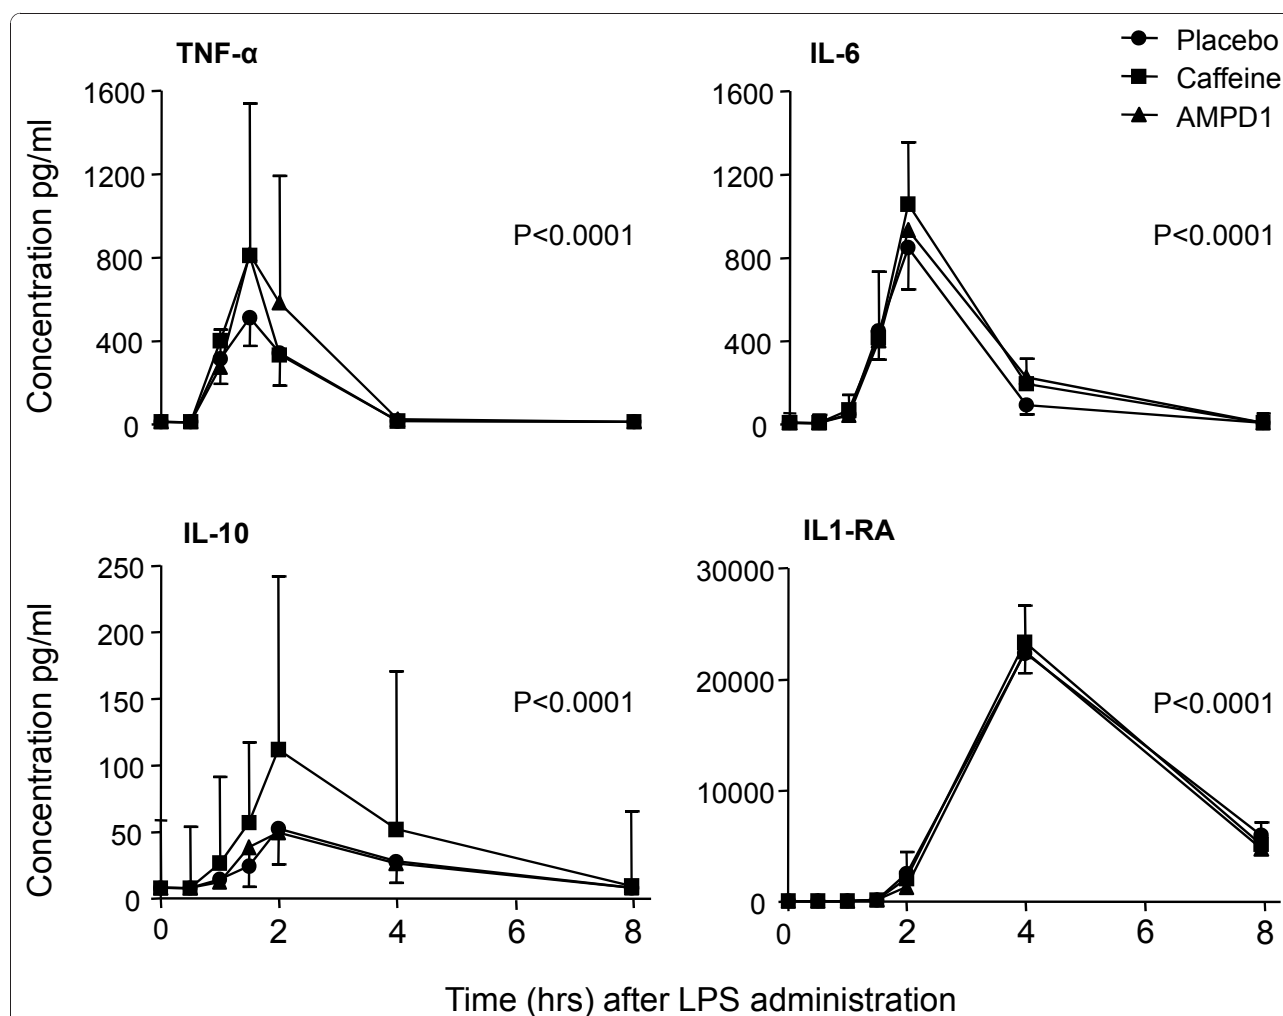 TNF-α
IL-6
Placebo
Caffeine
AMPD1
Concentration pg/ml
1600
1200
800
400
0
P<0.0001
1600
1200
800
400
0
P<0.0001
IL-10
IL1-RA
Concentration pg/ml
250
200
150
100
50
0
P<0.0001
0 2 4 6 8
30000
20000
10000
0
P<0.0001
0 2 4 6 8
Time (hrs) after LPS administration